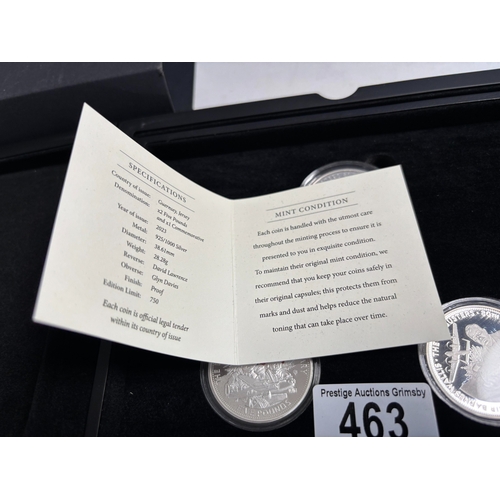 SPECIFICATIONS
Country of issue: Guernsey, Jersey
Denomination: x2 Five Pounds
and x1 Commemorative
Year of issue: 2021
Metal: 925/1000 Silver
Diameter: 38.61mm
Weight: 28.28g
Reverse: David Lawrence
Obverse: Glyn Davies
Finish: Proof
Edition Limit: 750
Each coin is official legal tender
within its country of issue
MINT CONDITION
Each coin is handled with the utmost care
throughout the minting process to ensure it is
presented to you in exquisite condition.
To maintain their original mint condition, we
recommend that you keep your coins safely in
their original capsules; this protects them from
marks and dust and helps reduce the natural
toning that can take place over time.
POUNDS
Prestige Auctions Grimsby
463